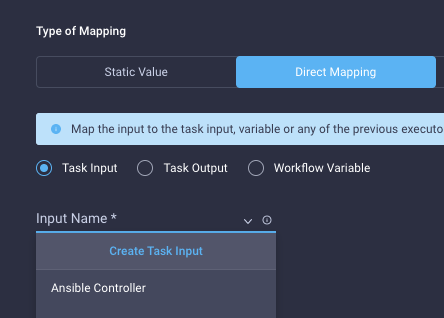 Type of Mapping
Static Value
Direct Mapping
Map the input to the task input, variable or any of the previous executo
Task Input
Task Output
Workflow Variable
Input Name *
Create Task Input
Ansible Controller